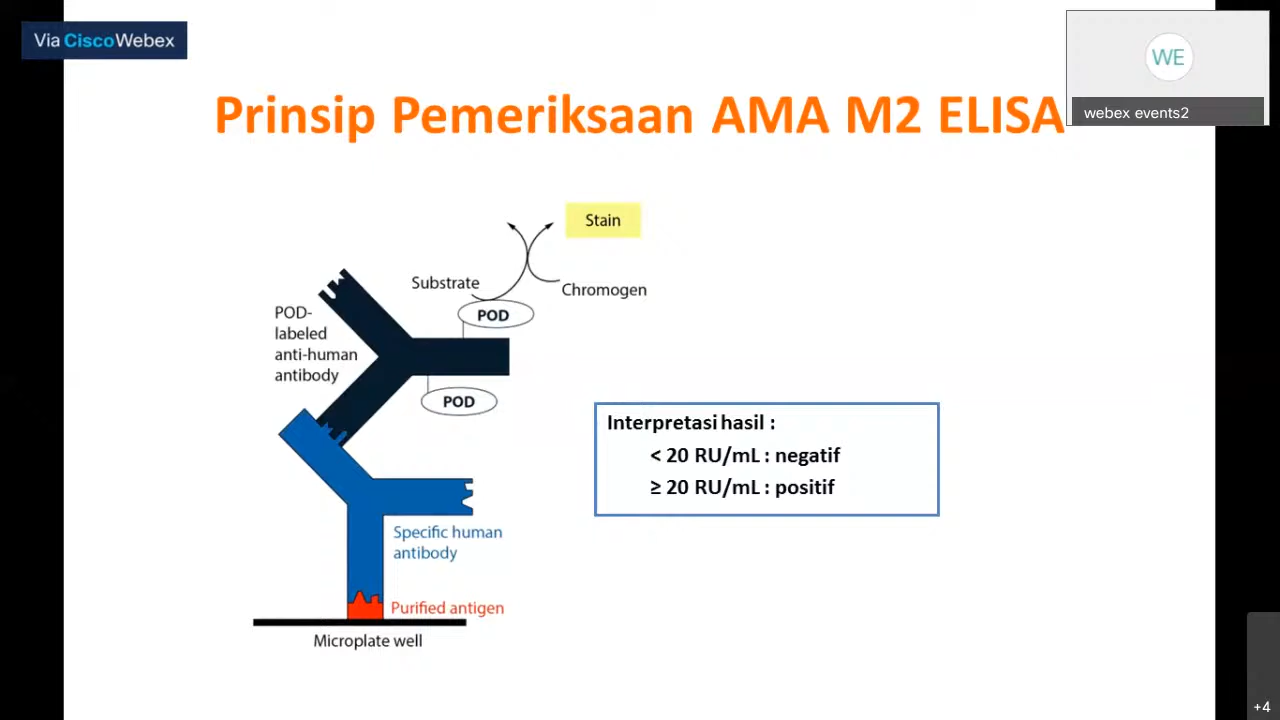 Via CiscoWebex
WE
webex events2
Prinsip Pemeriksaan AMA M2 ELISA
Stain
Substrate
Chromogen
POD
POD-
labeled
anti-human
antibody
POD
Interpretasi hasil :
< 20 RU/mL : negatif
≥ 20 RU/mL : positif
Specific human
antibody
Purified antigen
Microplate well
+4